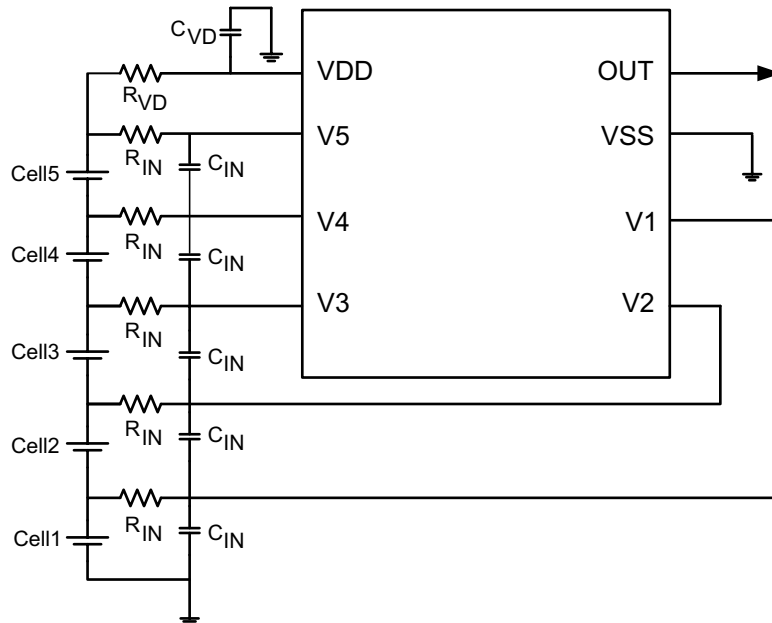 CVD
VDD
OUT
RVD
V5
VSS
RIN
CIN
Cell5
V4
V1
RIN
CIN
Cell4
V3
V2
RIN
CIN
Cell3
RIN
CIN
Cell2
RIN
CIN
Cell1